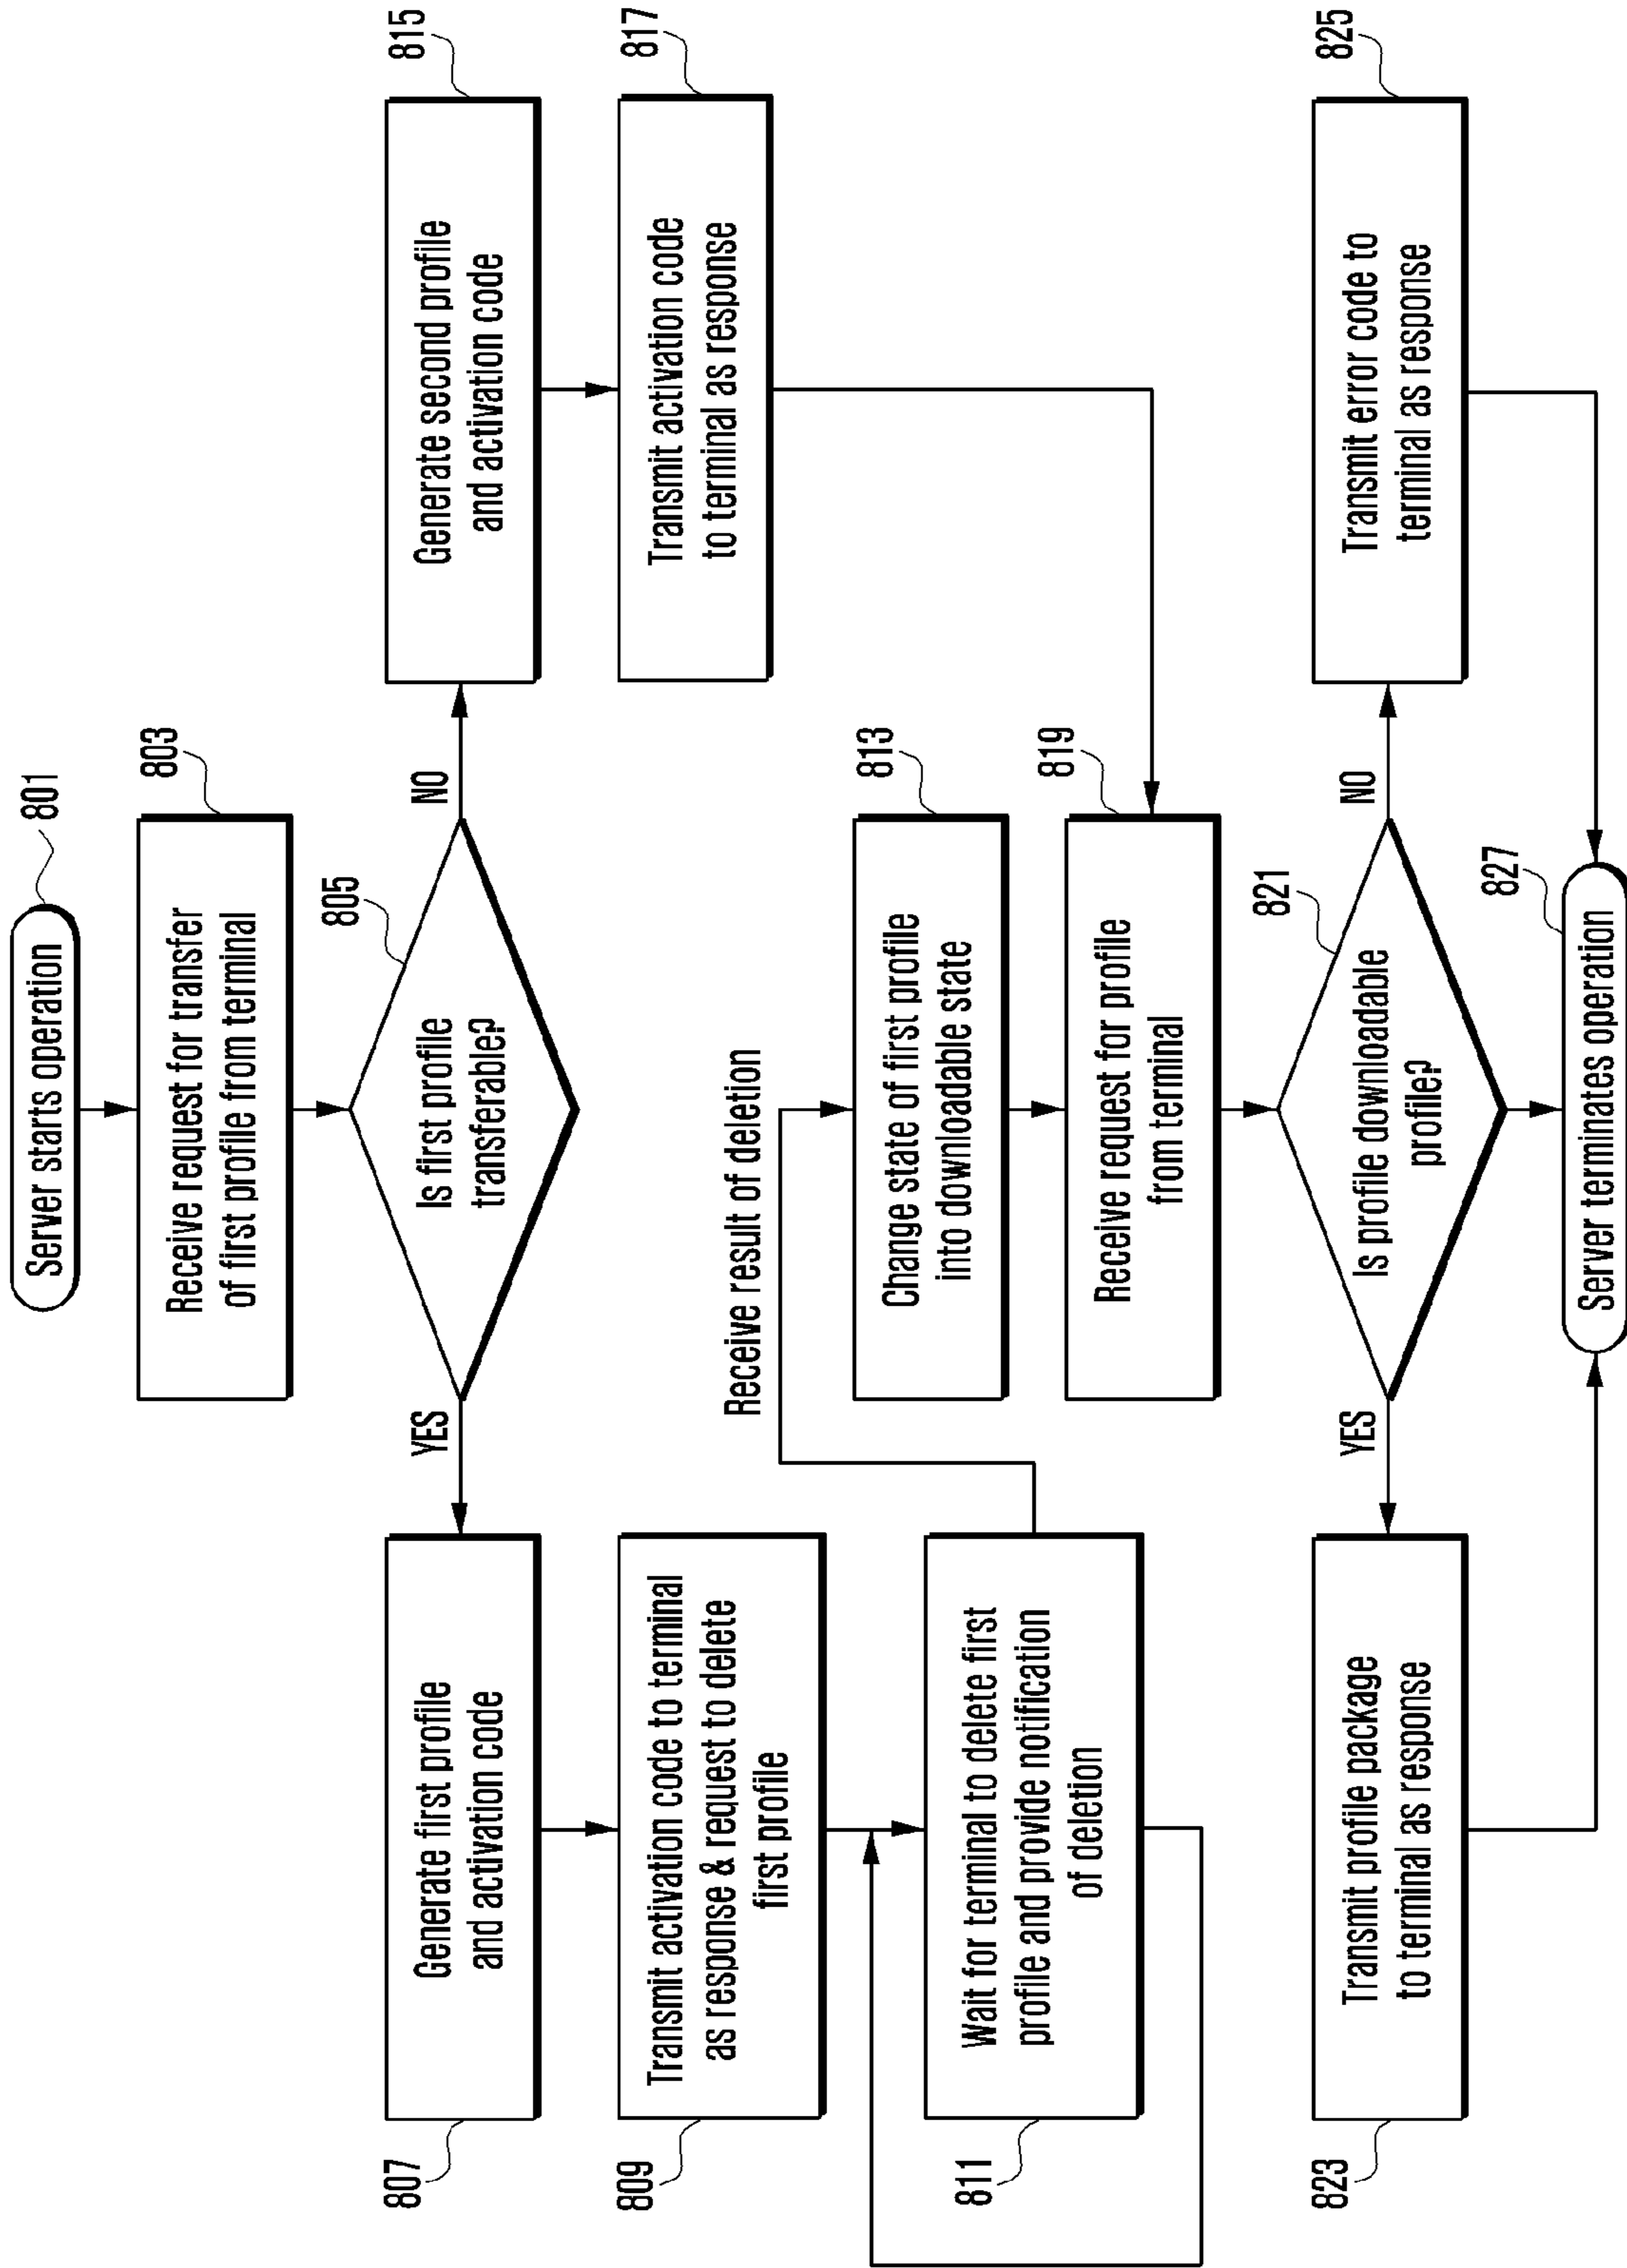 Server starts operation
801
Receive request for transfer
of first profile from terminal
803
Is first profile
transferable?
805
YES
NO
Generate first profile
and activation code
807
Generate second profile
and activation code
815
Transmit activation code to terminal
as response & request to delete
first profile
809
Transmit activation code
to terminal as response
817
Receive result of deletion
Wait for terminal to delete first
profile and provide notification
of deletion
811
Change state of first profile
into downloadable state
813
Receive request for profile
from terminal
819
Is profile downloadable
profile?
821
YES
NO
Transmit profile package
to terminal as response
823
Transmit error code to
terminal as response
825
Server terminates operation
827